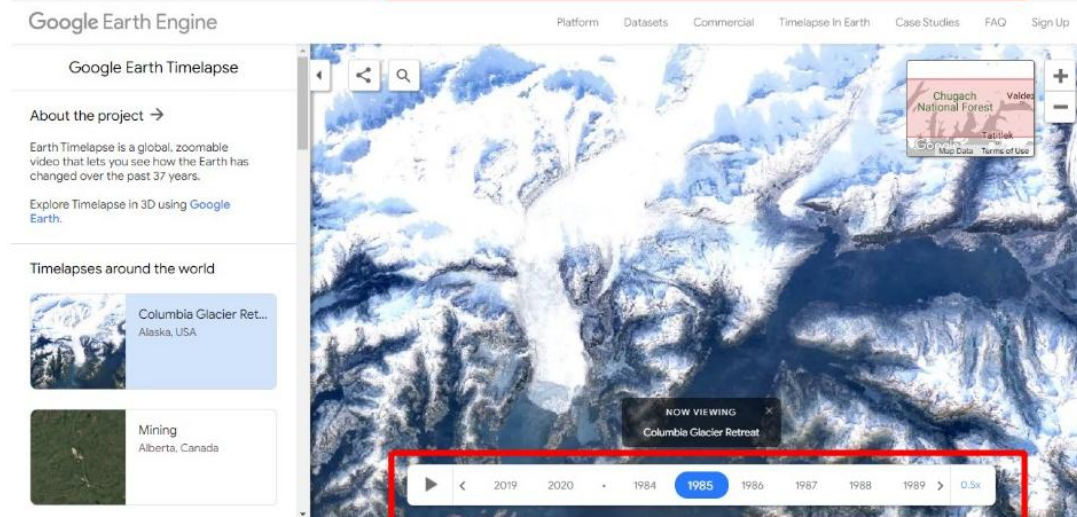 Google Earth Engine
Platform Datasets Commercial Timelapse In Earth Case Studies FAQ Sign Up
Google Earth Timelapse
About the project →
Earth Timelapse is a global, zoomable
video that lets you see how the Earth has
changed over the past 37 years.
Explore Timelapse in 3D using Google
Earth.
Timelapses around the world
Columbia Glacier Ret...
Alaska, USA
Mining
Alberta, Canada
Chugach
National Forest
Valdez
Tatitlek
Google
Map Data Terms of Use
NOW VIEWING
Columbia Glacier Retreat
2019 2020 • 1984 1985 1986 1987 1988 1989 0.5x